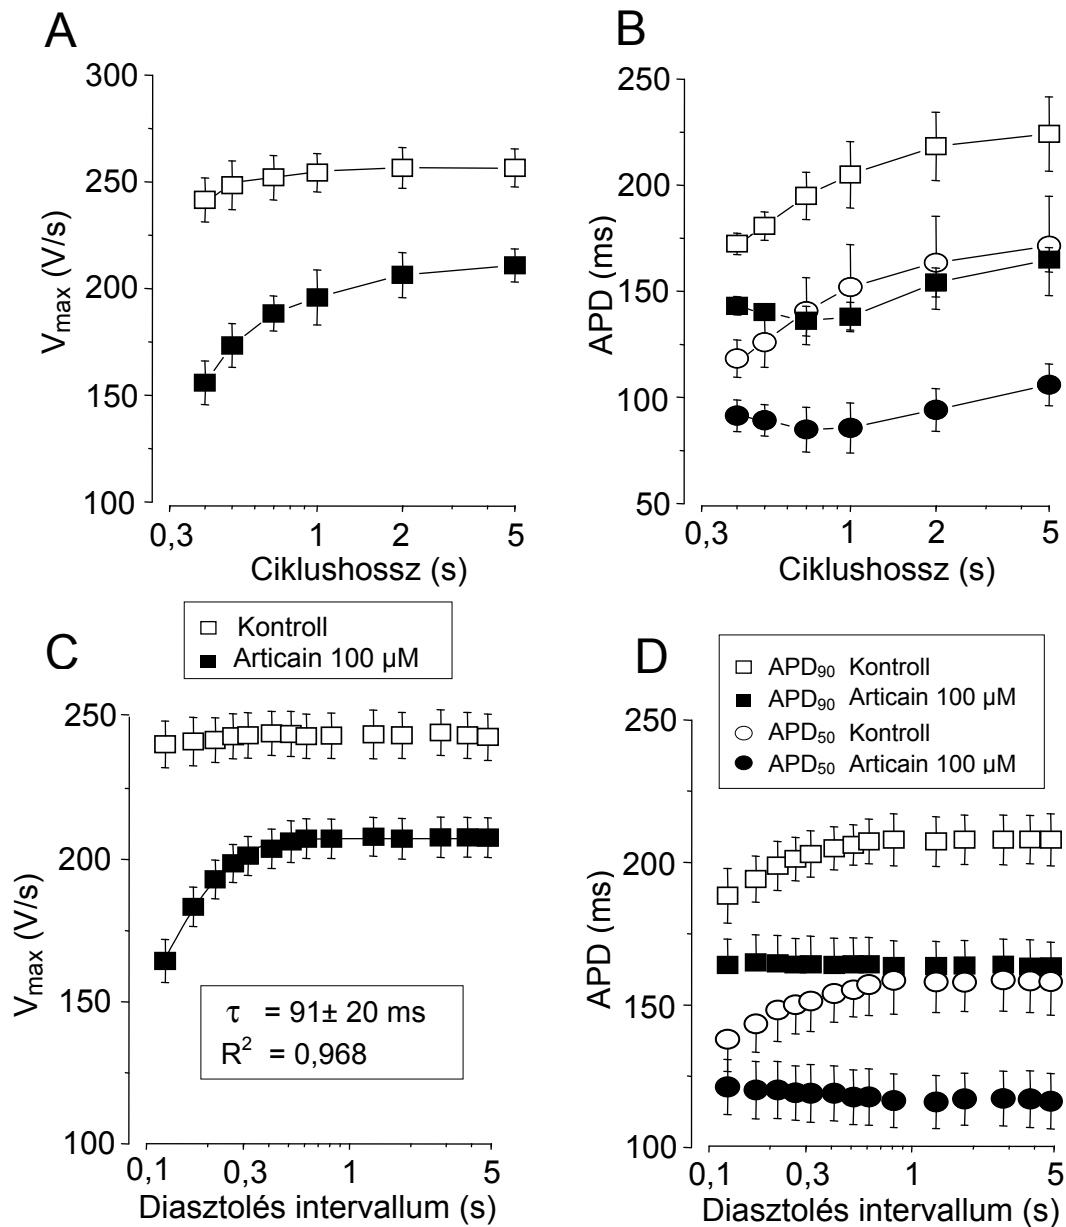 A
300
250
200
150
100
V_max (V/s)
0,3 1 2 5
Ciklushossz (s)
B
250
200
150
100
50
APD (ms)
0,3 1 2 5
Ciklushossz (s)
Kontroll
Articain 100 µM
C
250
200
150
100
V_max (V/s)
τ = 91± 20 ms
R² = 0,968
0,1 0,3 1 5
Diasztolés intervallum (s)
D
APD₉₀ Kontroll
APD₉₀ Articain 100 µM
APD₅₀ Kontroll
APD₅₀ Articain 100 µM
250
200
150
100
APD (ms)
0,1 0,3 1 5
Diasztolés intervallum (s)